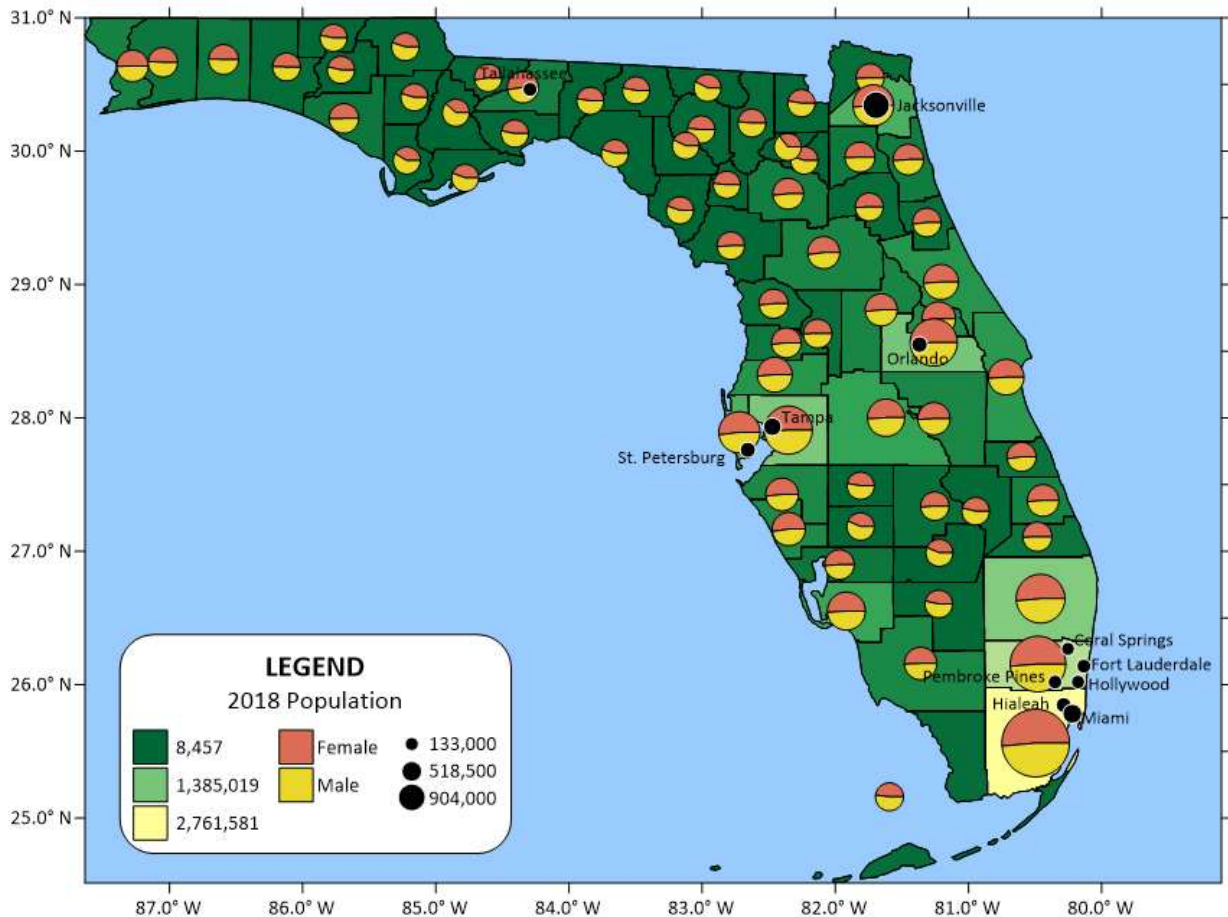 31.0° N
30.0° N
29.0° N
28.0° N
27.0° N
26.0° N
25.0° N
Tallahassee
Jacksonville
Orlando
Tampa
St. Petersburg
Coral Springs
Fort Lauderdale
Pembroke Pines
Hollywood
Hialeah
Miami
LEGEND
2018 Population
8,457
1,385,019
2,761,581
Female
Male
133,000
518,500
904,000
87.0° W
86.0° W
85.0° W
84.0° W
83.0° W
82.0° W
81.0° W
80.0° W